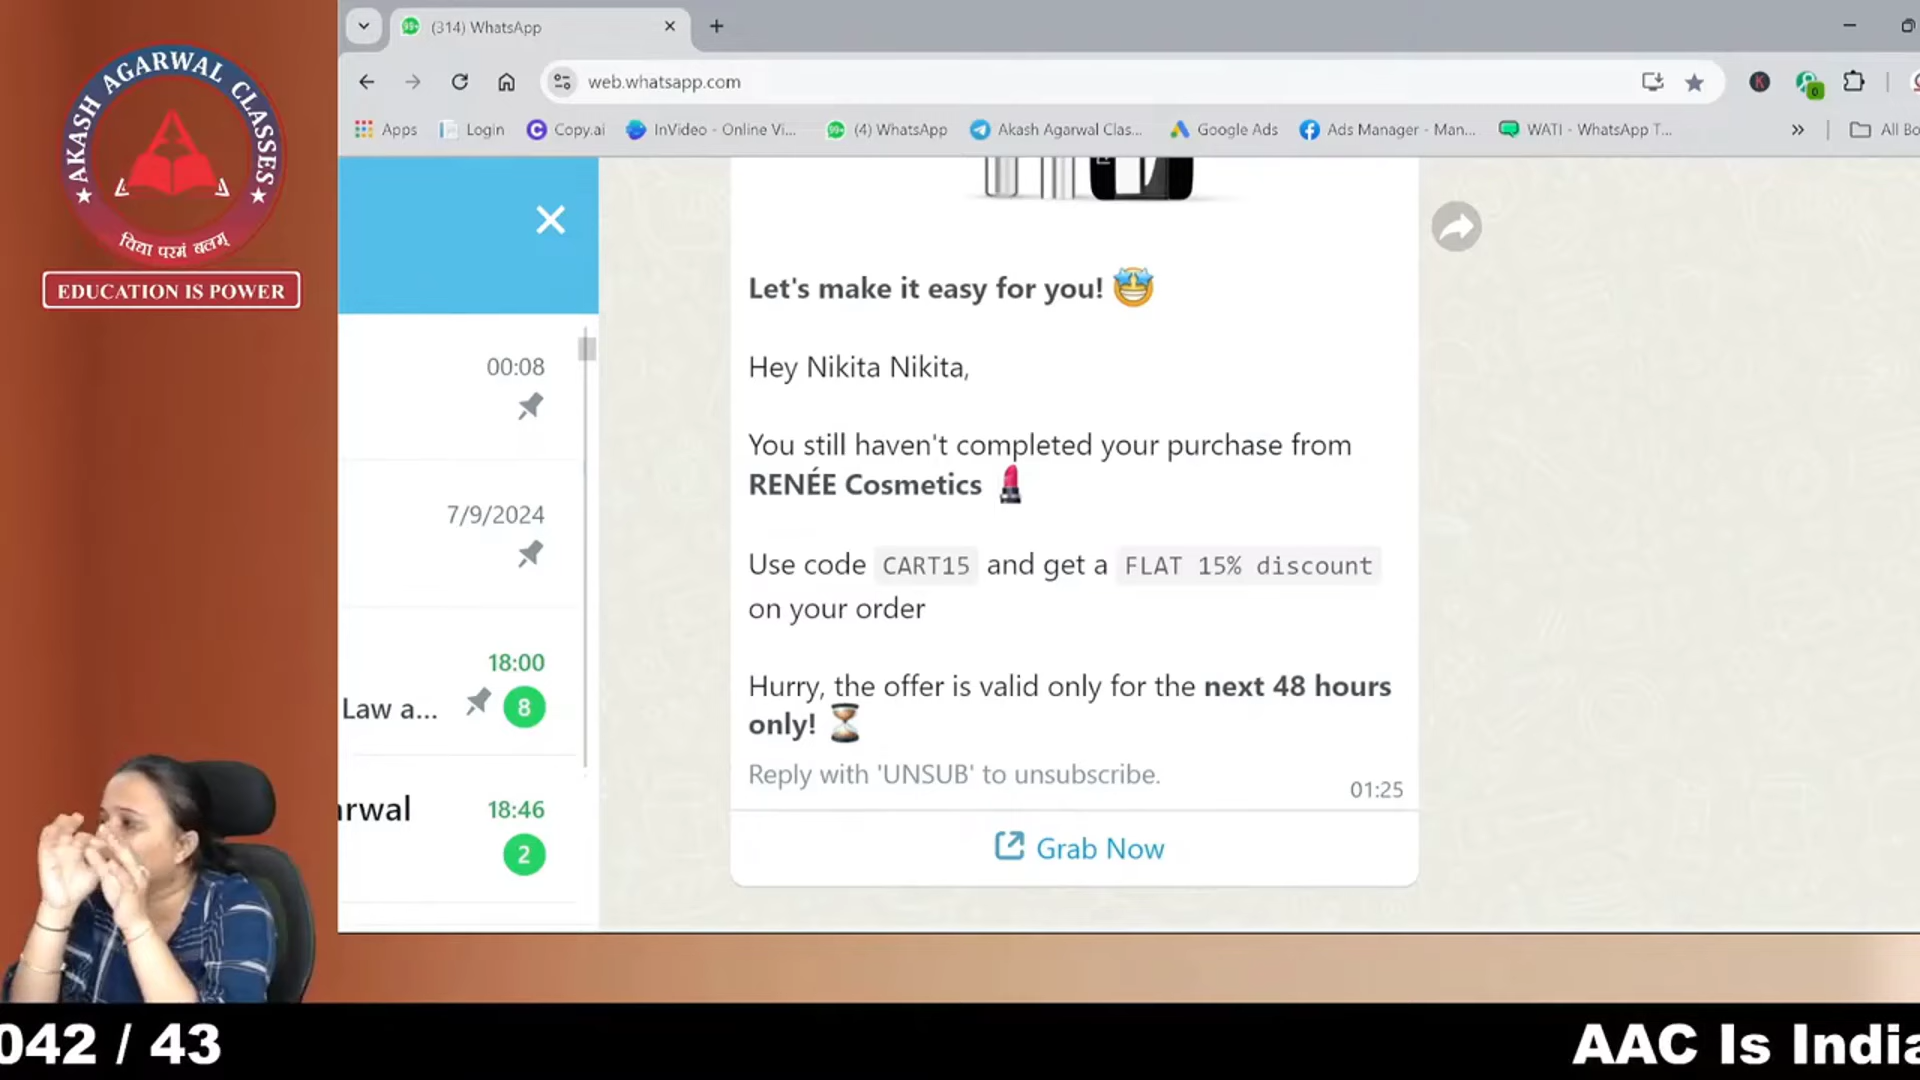 AKASH AGARWAL CLASSES
विद्या परमं बलम्
EDUCATION IS POWER
(314) WhatsApp
web.whatsapp.com
Apps
Login
Copy.ai
InVideo - Online Vi...
(4) WhatsApp
Akash Agarwal Clas...
Google Ads
Ads Manager - Man...
WATI - WhatsApp T...
All Bo
00:08
7/9/2024
18:00
Law a...
8
arwal
18:46
2
Let's make it easy for you! 🤩
Hey Nikita Nikita,
You still haven't completed your purchase from
RENÉE Cosmetics 💄
Use code CART15 and get a FLAT 15% discount
on your order
Hurry, the offer is valid only for the next 48 hours
only! ⏳
Reply with 'UNSUB' to unsubscribe.
01:25
Grab Now
042 / 43
AAC Is India